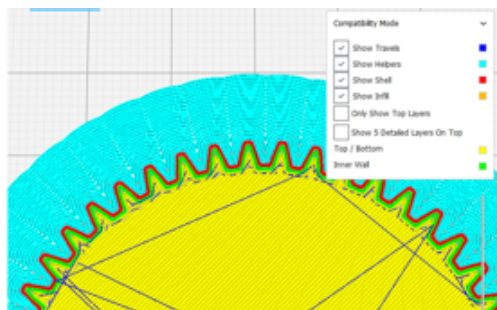 Compatibility Mode
Show Travels
Show Helpers
Show Shell
Show Infill
Only Show Top Layers
Show 5 Detailed Layers On Top
Top / Bottom
Inner Wall